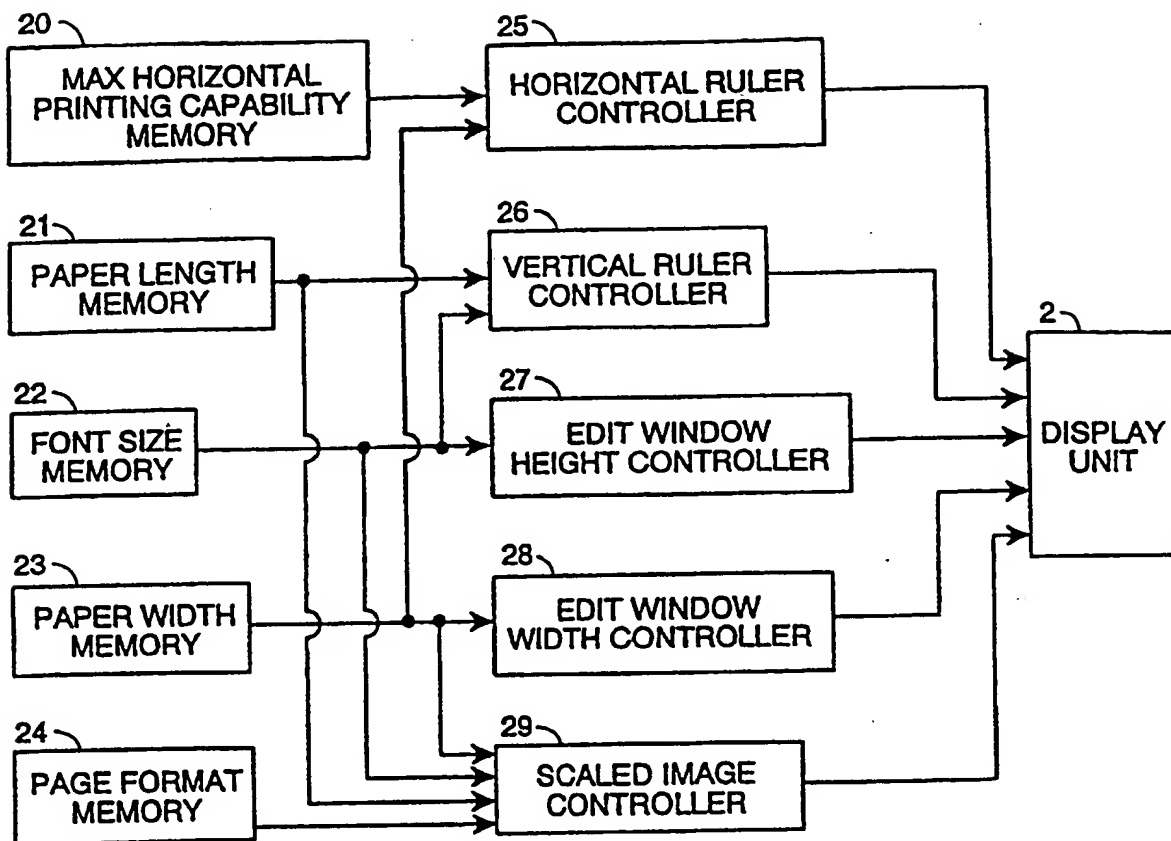 20
MAX HORIZONTAL
PRINTING CAPABILITY
MEMORY
25
HORIZONTAL RULER
CONTROLLER
21
PAPER LENGTH
MEMORY
26
VERTICAL RULER
CONTROLLER
2
DISPLAY
UNIT
22
FONT SIZE
MEMORY
27
EDIT WINDOW
HEIGHT CONTROLLER
23
PAPER WIDTH
MEMORY
28
EDIT WINDOW
WIDTH CONTROLLER
24
PAGE FORMAT
MEMORY
29
SCALED IMAGE
CONTROLLER